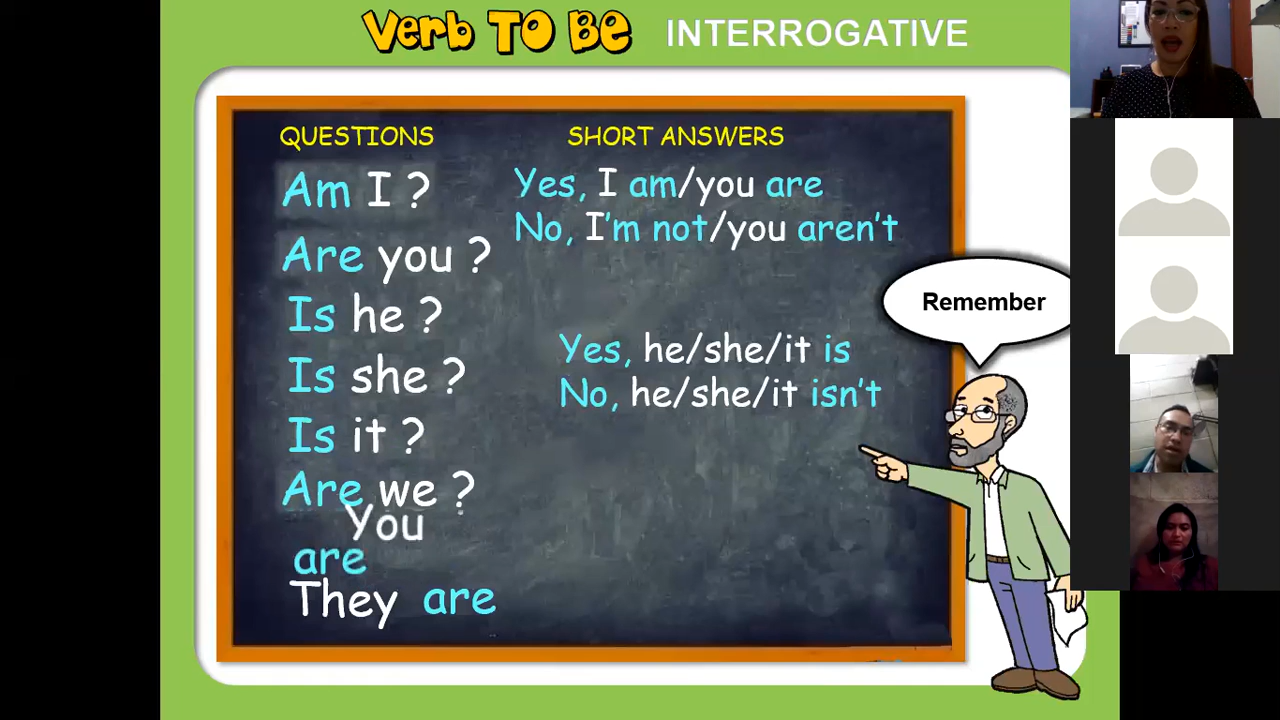 Verb TO BE INTERROGATIVE
QUESTIONS SHORT ANSWERS
Am I ?
Yes, I am/you are
No, I'm not/you aren't
Are you ?
Is he ?
Yes, he/she/it is
No, he/she/it isn't
Is she ?
Is it ?
Are we ?
You
are
They are
Remember